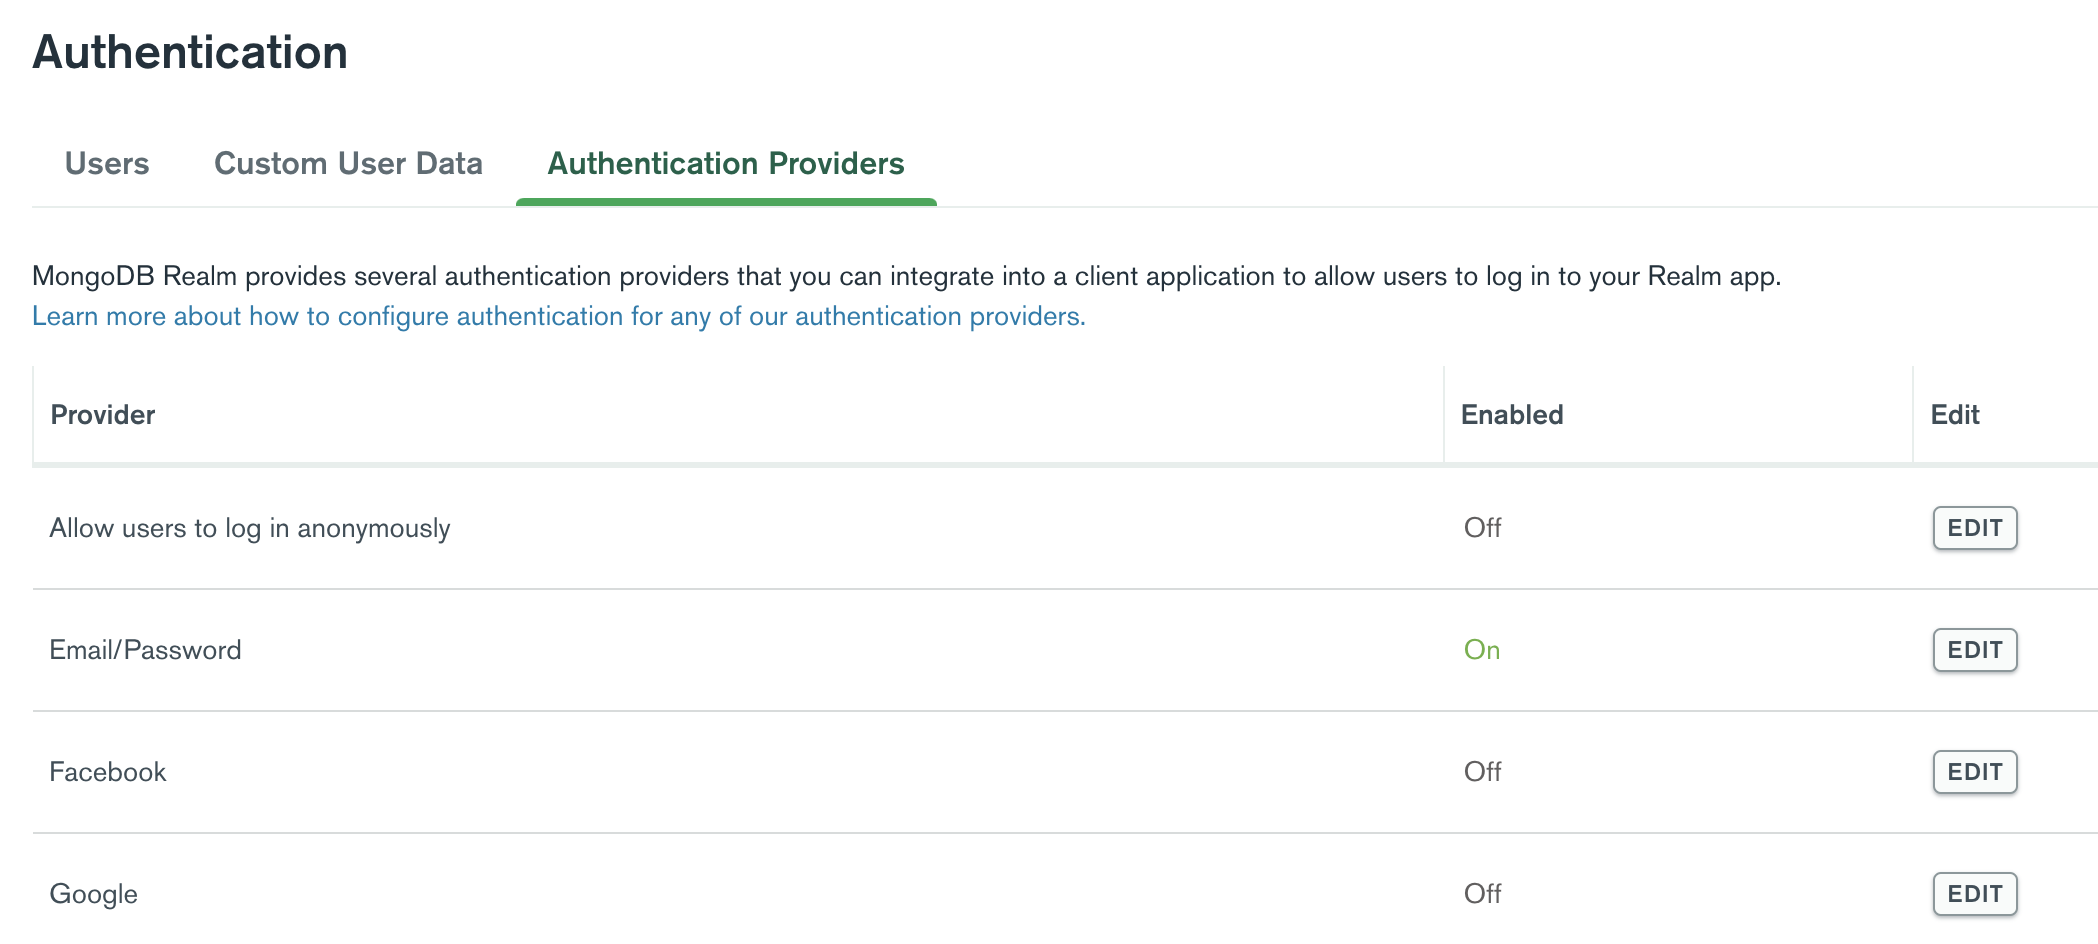 Authentication
Users Custom User Data Authentication Providers
MongoDB Realm provides several authentication providers that you can integrate into a client application to allow users to log in to your Realm app.
Learn more about how to configure authentication for any of our authentication providers.
Provider Enabled Edit
Allow users to log in anonymously Off EDIT
Email/Password On EDIT
Facebook Off EDIT
Google Off EDIT